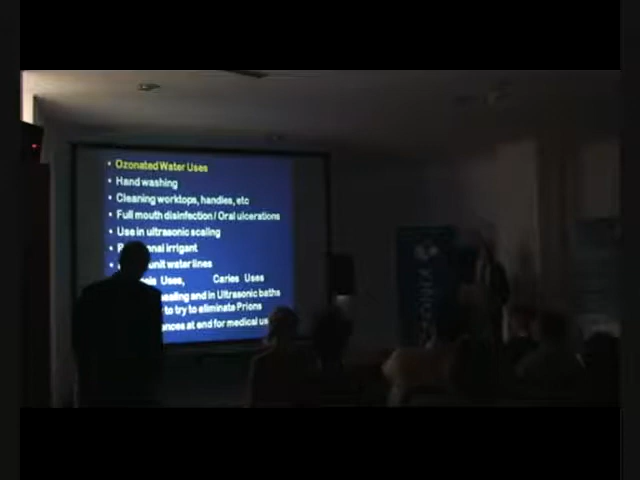 • Ozonated Water Uses
• Hand washing
• Cleaning worktops, handles, etc
• Full mouth disinfection / Oral ulcerations
• Use in ultrasonic scaling
irrigant
unit water lines
Uses, Caries Uses
and in Ultrasonic baths
to try to eliminate Prions
at end for medical